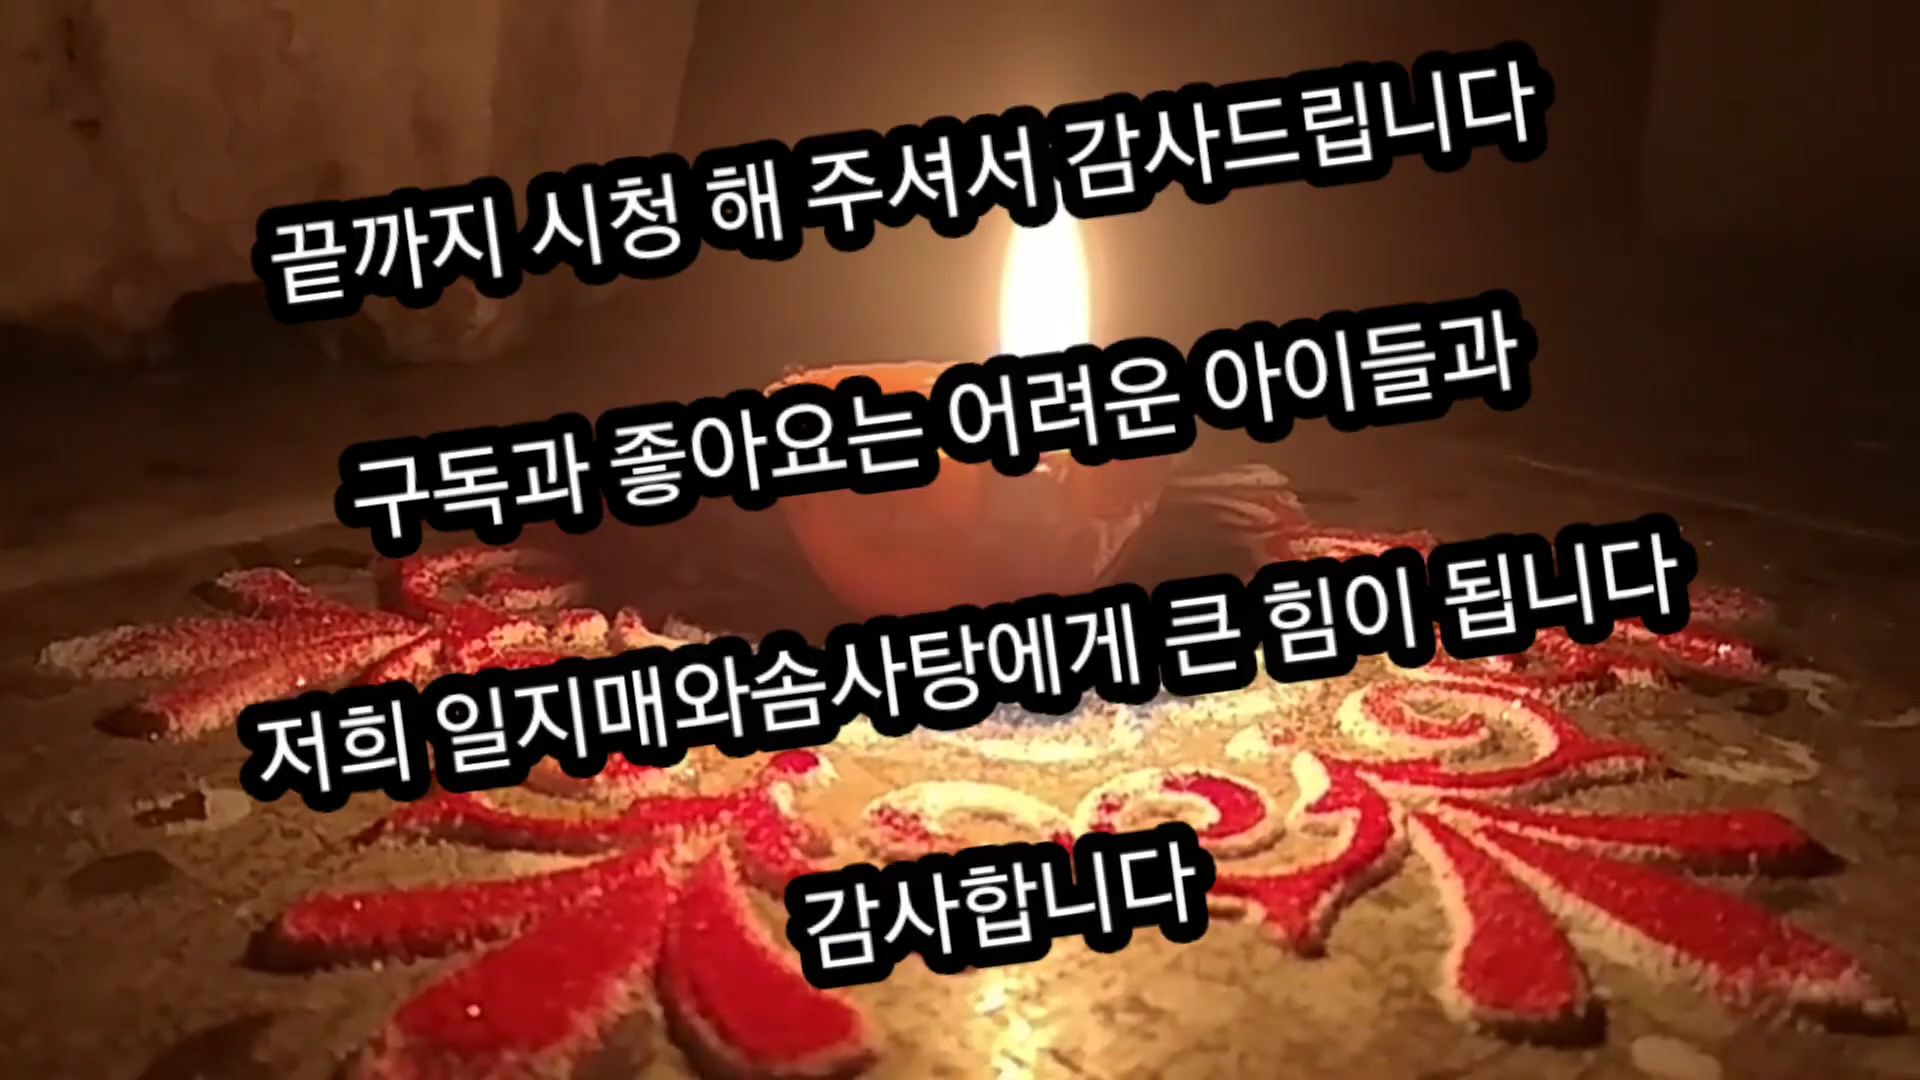 끝까지 시청 해 주셔서 감사드립니다
구독과 좋아요는 어려운 아이들과
저희 일지매와솜사탕에게 큰 힘이 됩니다
감사합니다